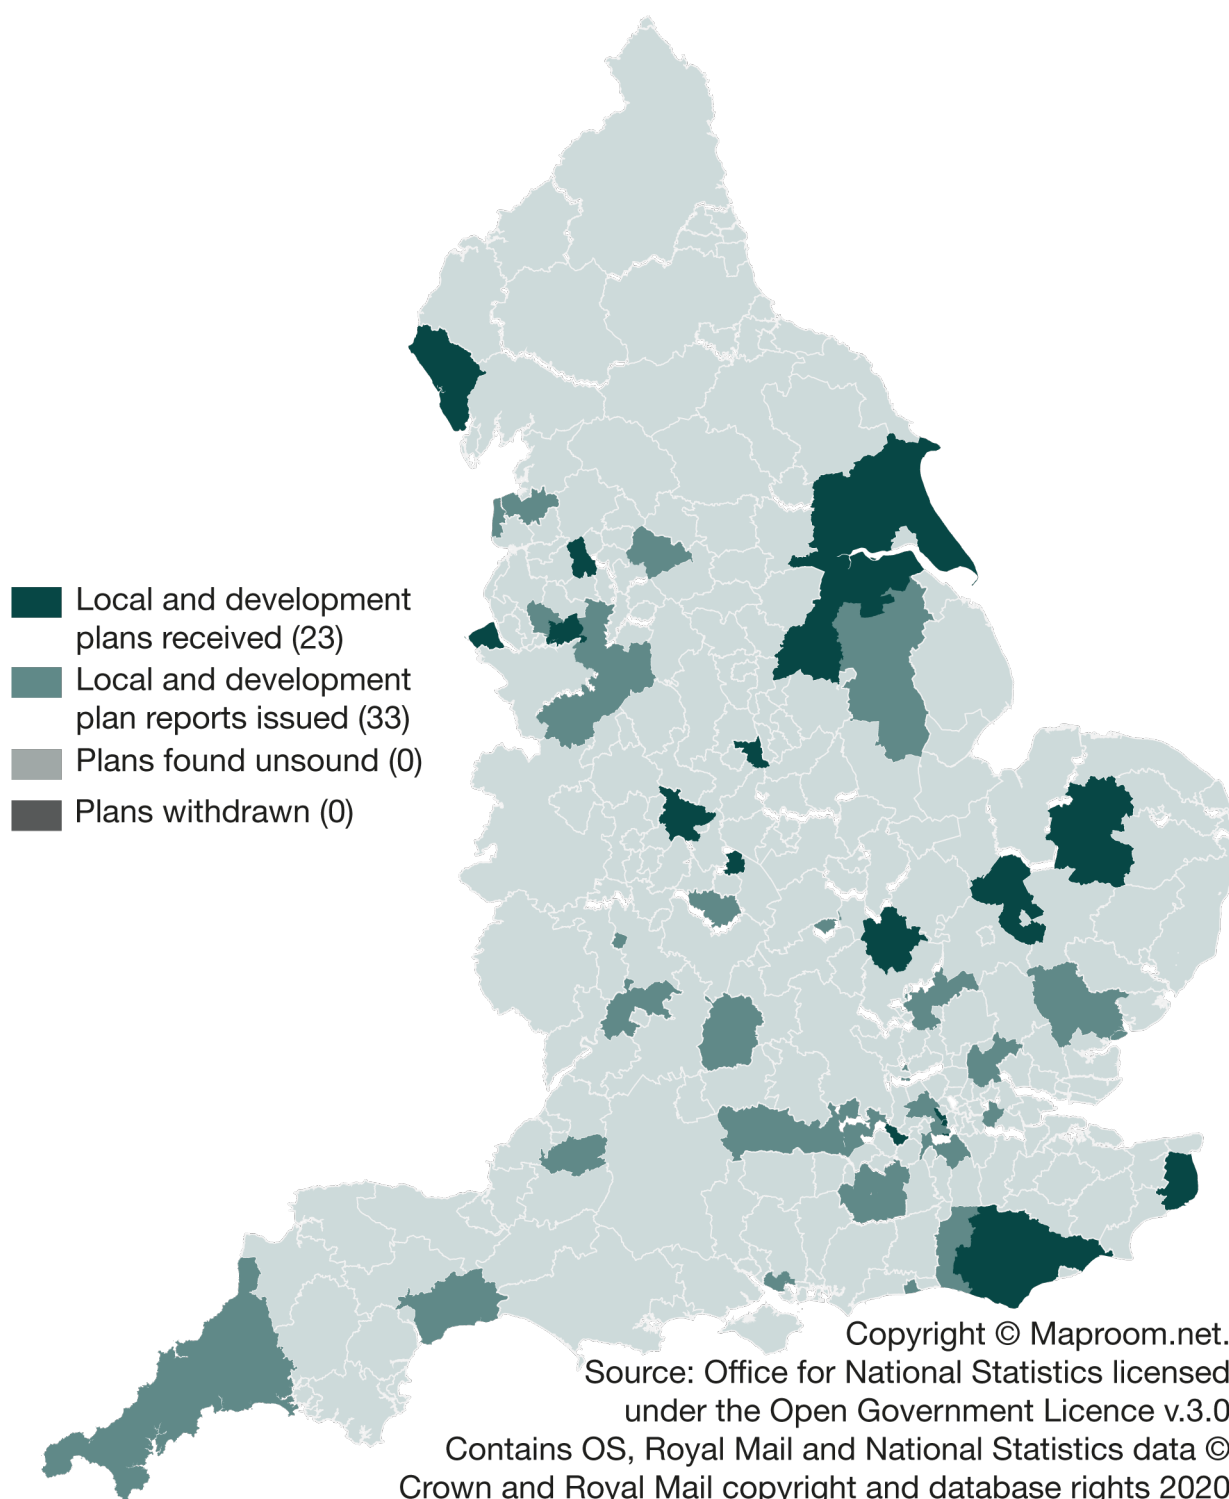 Local and development
plans received (23)
Local and development
plan reports issued (33)
Plans found unsound (0)
Plans withdrawn (0)
Copyright © Maproom.net.
Source: Office for National Statistics licensed
under the Open Government Licence v.3.0
Contains OS, Royal Mail and National Statistics data ©
Crown and Royal Mail copyright and database rights 2020